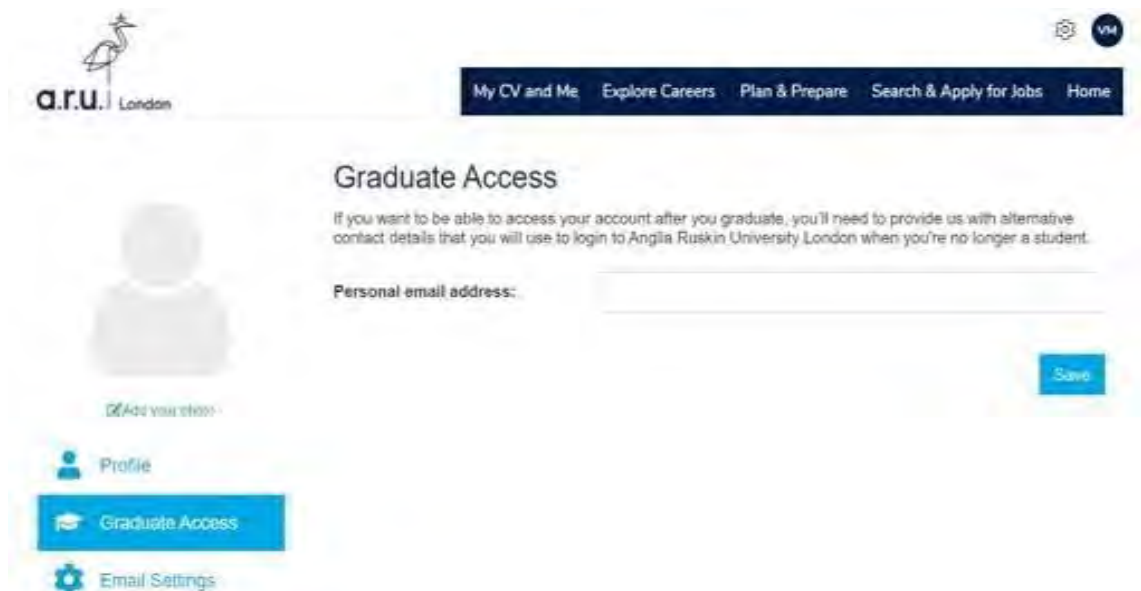 VM
a.r.u. London
My CV and Me Explore Careers Plan & Prepare Search & Apply for Jobs Home
Graduate Access
If you want to be able to access your account after you graduate, you'll need to provide us with alternative
contact details that you will use to login to Anglia Ruskin University London when you're no longer a student.
Personal email address:
Save
Add your photo
Profile
Graduate Access
Email Settings